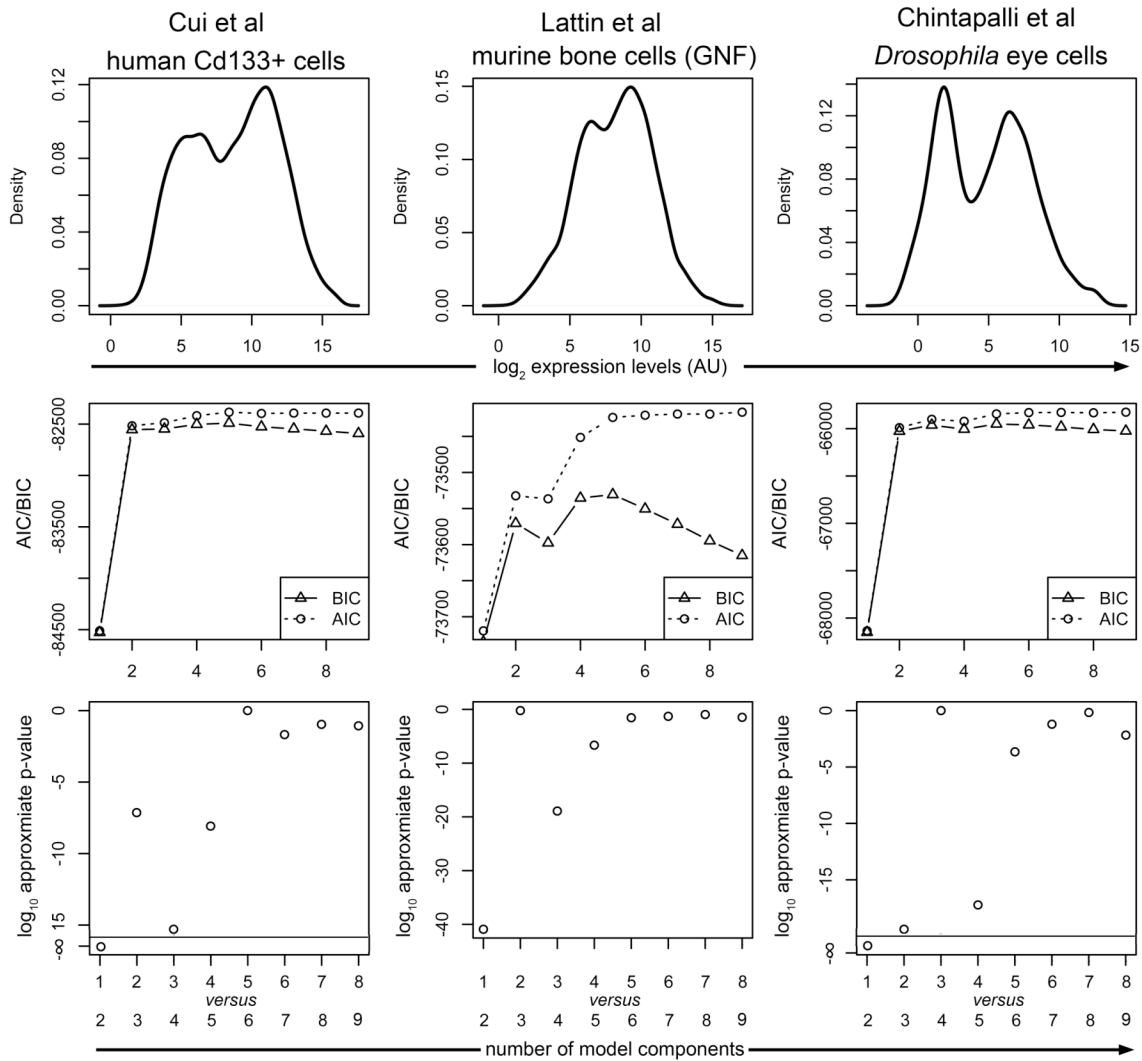 Cui et al
human Cd133+ cells
Lattin et al
murine bone cells (GNF)
Chintapalli et al
Drosophila eye cells
Density
0.00
0.04
0.08
0.12
0 5 10 15
Density
0.00
0.05
0.10
0.15
0 5 10 15
Density
0.00
0.04
0.08
0.12
0 5 10 15
log2 expression levels (AU)
AIC/BIC
-84500
-83500
-82500
BIC
AIC
2 4 6 8
AIC/BIC
-73700
-73600
-73500
BIC
AIC
2 4 6 8
AIC/BIC
-68000
-67000
-66000
BIC
AIC
2 4 6 8
log10 approxmiate p-value
-∞
-15
-10
-5
0
1 2 3 4 5 6 7 8
versus
2 3 4 5 6 7 8 9
log10 approxmiate p-value
-40
-30
-20
-10
0
1 2 3 4 5 6 7 8
versus
2 3 4 5 6 7 8 9
log10 approxmiate p-value
-∞
-15
-10
-5
0
1 2 3 4 5 6 7 8
versus
2 3 4 5 6 7 8 9
number of model components